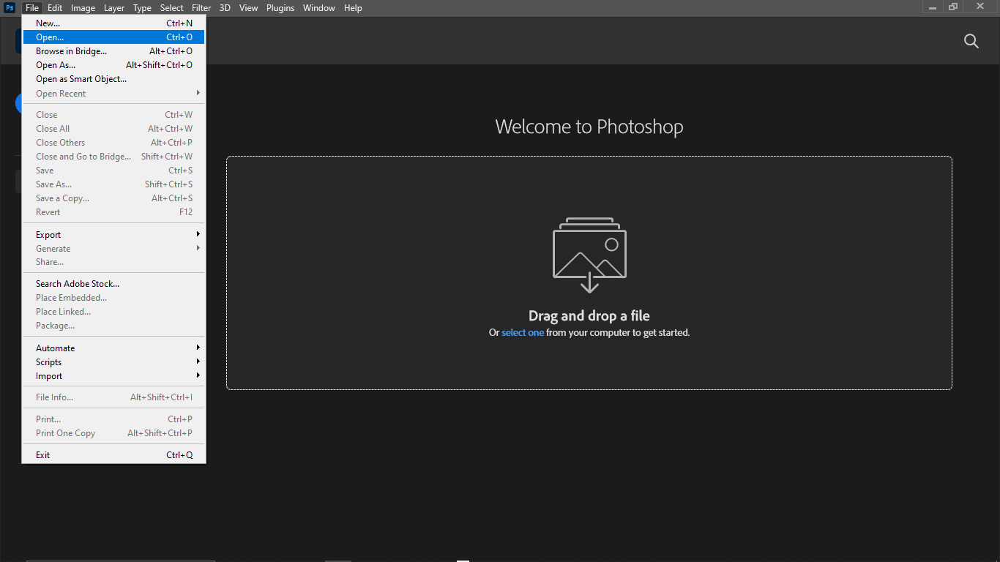 Ps File Edit Image Layer Type Select Filter 3D View Plugins Window Help
New... Ctrl+N
Open... Ctrl+O
Browse in Bridge... Alt+Ctrl+O
Open As... Alt+Shift+Ctrl+O
Open as Smart Object...
Open Recent
Close Ctrl+W
Close All Alt+Ctrl+W
Close Others Alt+Ctrl+P
Close and Go to Bridge... Shift+Ctrl+W
Save Ctrl+S
Save As... Shift+Ctrl+S
Save a Copy... Alt+Ctrl+S
Revert F12
Export
Generate
Share...
Search Adobe Stock...
Place Embedded...
Place Linked...
Package...
Automate
Scripts
Import
File Info... Alt+Shift+Ctrl+I
Print... Ctrl+P
Print One Copy Alt+Shift+Ctrl+P
Exit Ctrl+Q
Welcome to Photoshop
Drag and drop a file
Or select one from your computer to get started.